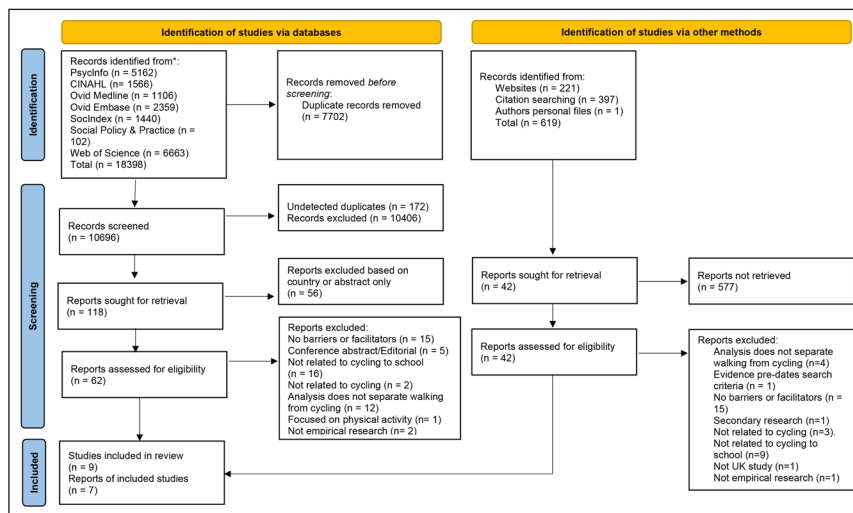 Identification of studies via databases
Identification of studies via other methods
Identification
Records identified from*:
PsycInfo (n = 5162)
CINAHL (n= 1566)
Ovid Medline (n = 1106)
Ovid Embase (n = 2359)
SocIndex (n = 1440)
Social Policy & Practice (n =
102)
Web of Science (n = 6663)
Total (n = 18398)
Records removed before
screening:
Duplicate records removed
(n = 7702)
Records identified from:
Websites (n = 221)
Citation searching (n = 397)
Authors personal files (n = 1)
Total (n = 619)
Screening
Records screened
(n = 10696)
Undetected duplicates (n = 172)
Records excluded (n = 10406)
Reports sought for retrieval
(n = 118)
Reports excluded based on
country or abstract only
(n = 56)
Reports sought for retrieval
(n = 42)
Reports not retrieved
(n = 577)
Reports assessed for eligibility
(n = 62)
Reports excluded:
No barriers or facilitators (n = 15)
Conference abstract/Editorial (n = 5)
Not related to cycling to school
(n = 16)
Not related to cycling (n = 2)
Analysis does not separate walking
from cycling (n = 12)
Focused on physical activity (n= 1)
Not empirical research (n= 2)
Reports assessed for eligibility
(n = 42)
Reports excluded:
Analysis does not separate
walking from cycling (n=4)
Evidence pre-dates search
criteria (n = 1)
No barriers or facilitators (n =
15)
Secondary research (n=1)
Not related to cycling (n=3).
Not related to cycling to
school (n=9)
Not UK study (n=1)
Not empirical research (n=1)
Included
Studies included in review
(n = 9)
Reports of included studies
(n = 7)